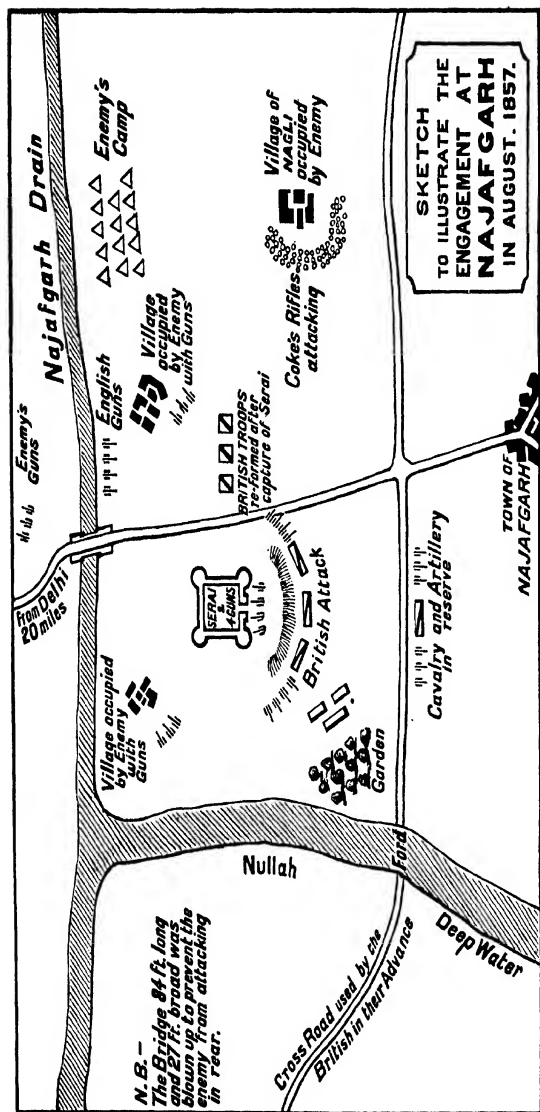 SKETCH
TO ILLUSTRATE THE
ENGAGEMENT AT
NAJAFGARH
IN AUGUST. 1857.
Najafgarh Drain
Enemy's
Guns
From Delhi
20 miles
English
Guns
Enemy's
Camp
Village
occupied
by Enemy
with Guns
Village of
NAGLI
occupied
by Enemy
Coke's Rifles
attacking
BRITISH TROOPS
re-formed after
capture of Serai
SERAI
&
4 GUNS
British Attack
Village occupied
by Enemy
with
Guns
Garden
Cavalry and Artillery
in reserve
TOWN OF
NAJAFGARH
Nullah
Ford
Deep Water
Cross Road used by the
British in their Advance
N.B.—
The Bridge 84 ft. long
and 27 ft. broad was
blown up to prevent the
enemy from attacking
in rear.